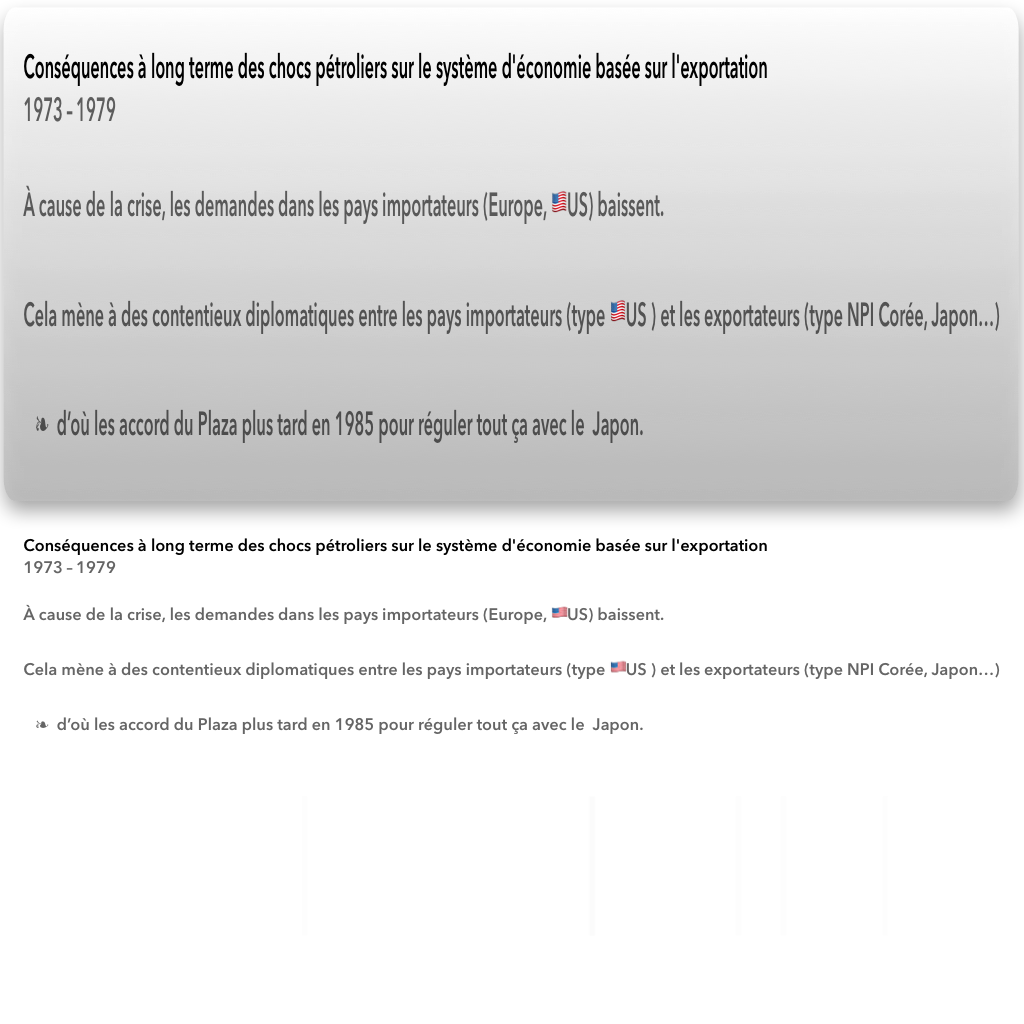 Conséquences à long terme des chocs pétroliers sur le système d'économie basée sur l'exportation
1973 – 1979
À cause de la crise, les demandes dans les pays importateurs (Europe, 🇺🇸US) baissent.
Cela mène à des contentieux diplomatiques entre les pays importateurs (type 🇺🇸US ) et les exportateurs (type NPI Corée, Japon…)
❧ d’où les accord du Plaza plus tard en 1985 pour réguler tout ça avec le  Japon.
Conséquences à long terme des chocs pétroliers sur le système d'économie basée sur l'exportation
1973 – 1979
À cause de la crise, les demandes dans les pays importateurs (Europe, 🇺🇸US) baissent.
Cela mène à des contentieux diplomatiques entre les pays importateurs (type 🇺🇸US ) et les exportateurs (type NPI Corée, Japon…)
❧ d’où les accord du Plaza plus tard en 1985 pour réguler tout ça avec le  Japon.